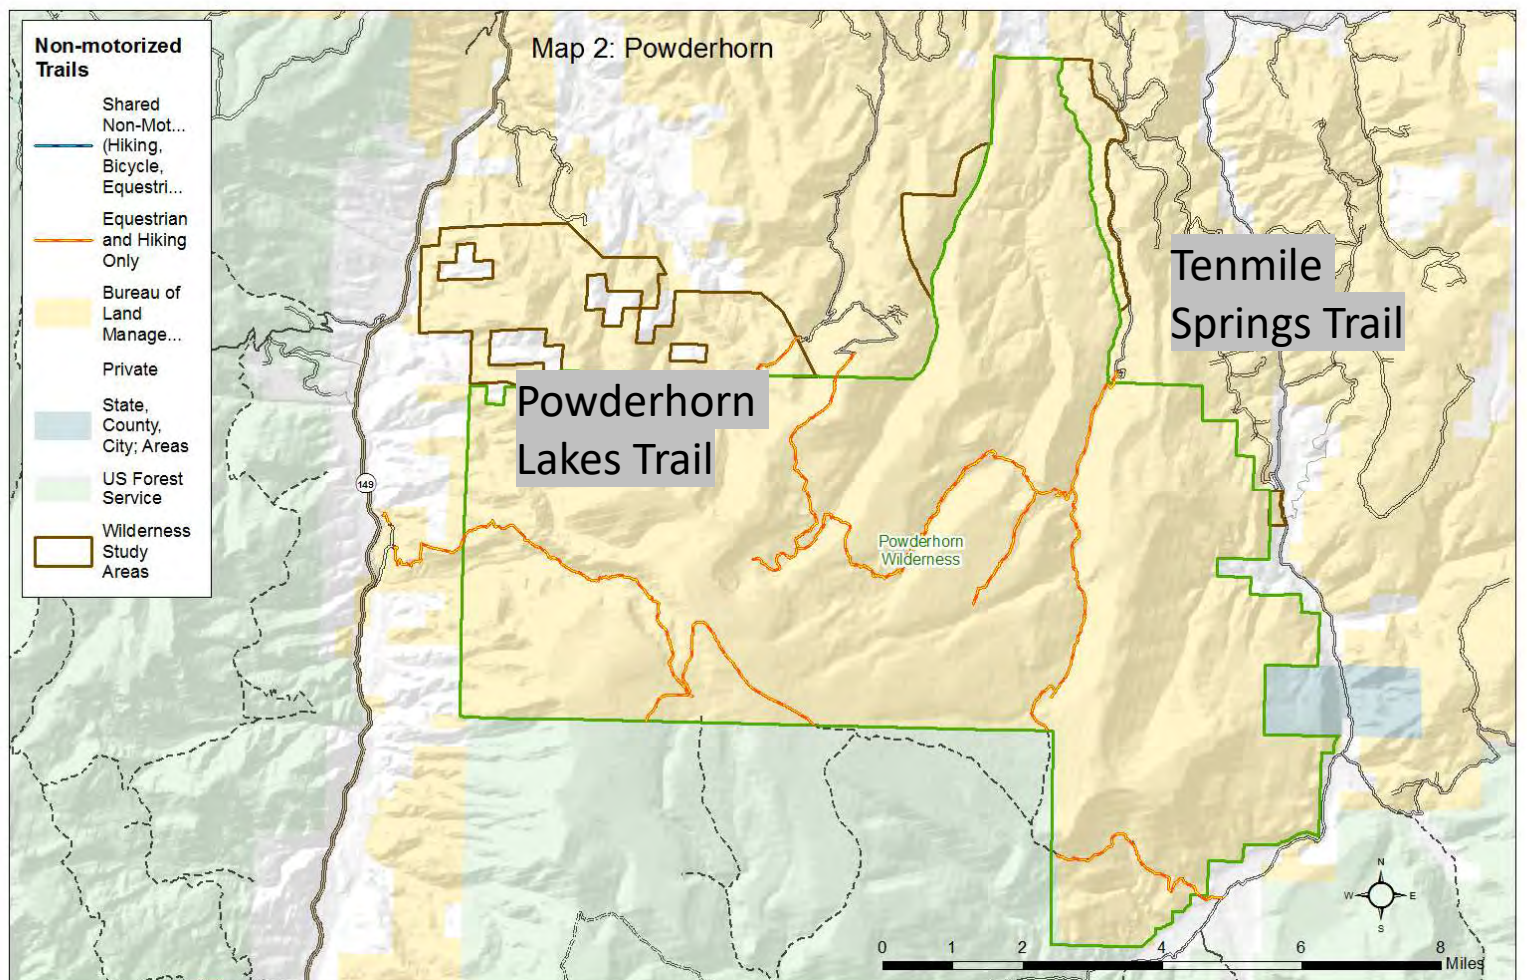 Map 2: Powderhorn
Non-motorized
Trails
Shared
Non-Mot...
(Hiking,
Bicycle,
Equestri...
Equestrian
and Hiking
Only
Bureau of
Land
Manage...
Private
State,
County,
City; Areas
US Forest
Service
Wilderness
Study
Areas
Tenmile
Springs Trail
Powderhorn
Lakes Trail
149
Powderhorn
Wilderness
N
W E
S
0 1 2 4 6 8
Miles